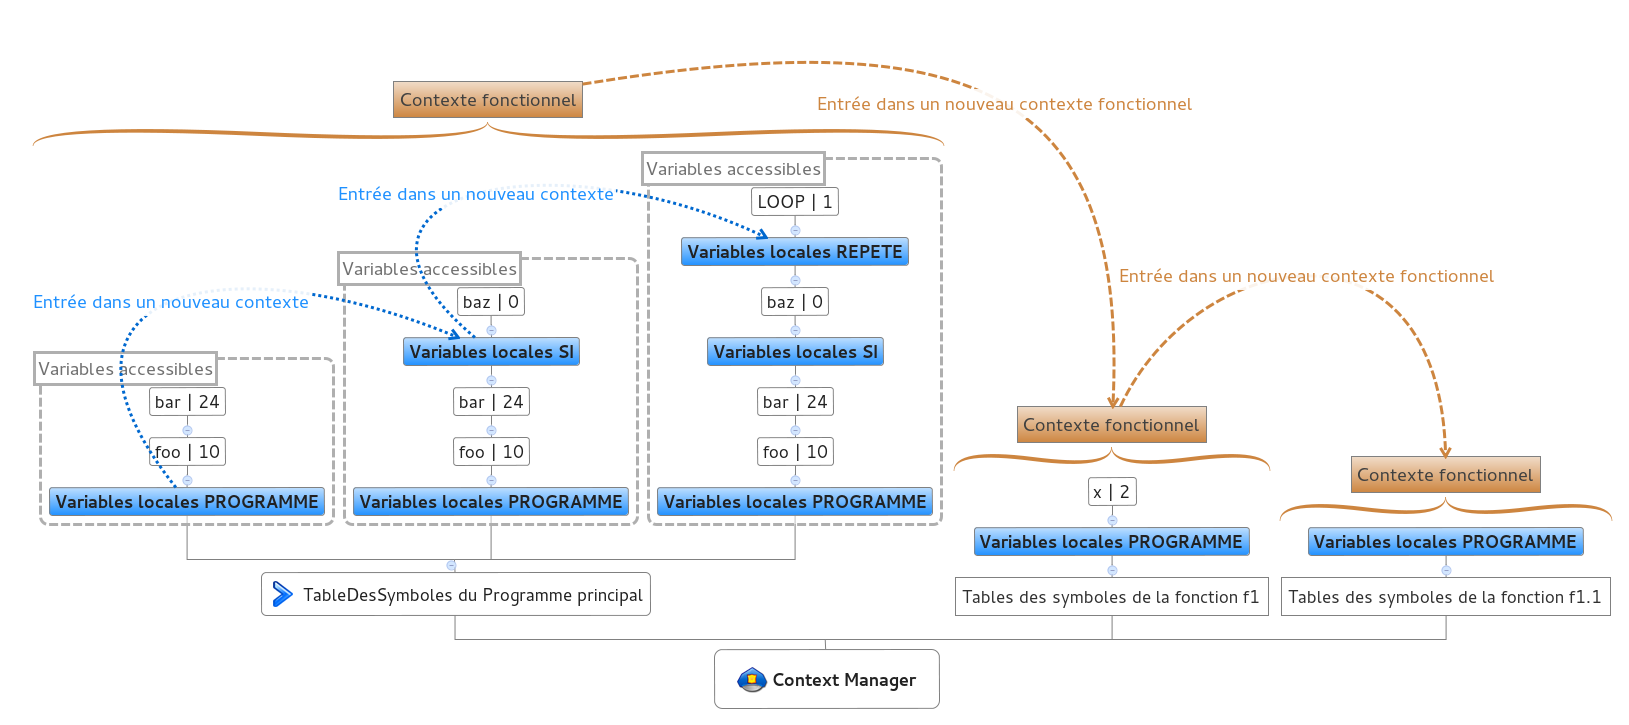 Contexte fonctionnel
Entrée dans un nouveau contexte fonctionnel
Variables accessibles
Entrée dans un nouveau contexte
LOOP | 1
Variables locales REPETE
Variables accessibles
Entrée dans un nouveau contexte fonctionnel
Entrée dans un nouveau contexte
baz | 0
baz | 0
Variables locales SI
Variables locales SI
Variables accessibles
bar | 24
bar | 24
bar | 24
Contexte fonctionnel
foo | 10
foo | 10
foo | 10
Contexte fonctionnel
x | 2
Variables locales PROGRAMME
Variables locales PROGRAMME
Variables locales PROGRAMME
Variables locales PROGRAMME
Variables locales PROGRAMME
TableDesSymboles du Programme principal
Tables des symboles de la fonction f1
Tables des symboles de la fonction f1.1
Context Manager